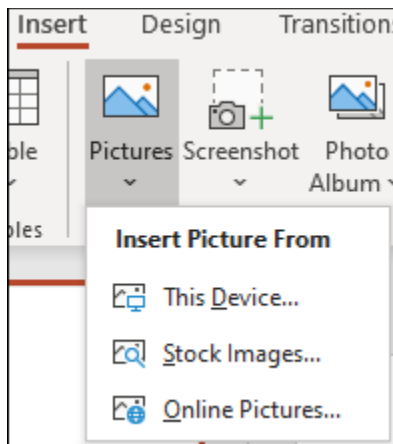 Insert Design Transitions
Pictures Screenshot Photo
Album
Insert Picture From
This Device...
Stock Images...
Online Pictures...